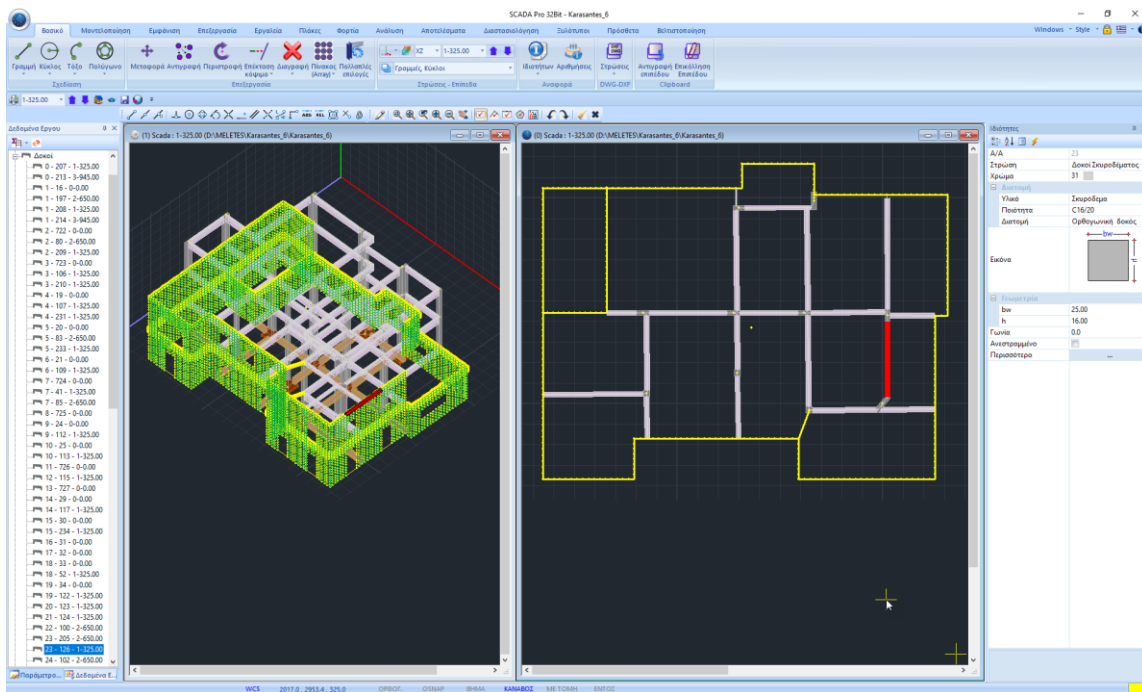 SCADA Pro 32Bit - Karasantes_6
Βασικό Μοντελοποίηση Εμφάνιση Επεξεργασία Εργαλεία Πλάκες Φορτία Ανάλυση Αποτελέσματα Διαστασιολόγηση Ξυλότυποι Πρόσθετα Βελτιστοποίηση Windows Style
Γραμμή Κύκλος Τόξο Πολύγωνο Μεταφορά Αντιγραφή Περιστροφή Επέκταση κόψιμο Διαγραφή Πίνακας (Array) Πολλαπλές επιλογές
XZ 1-325.00
Γραμμές, Κύκλοι
Ιδιοτήτων Αριθμήσεις Στρώσεις Αντιγραφή επιπέδου Επικόλληση Επιπέδου
Σχεδίαση Επεξεργασία Στρώσεις - Επίπεδα Αναφορά DWG-DXF Clipboard
1-325.00
Δεδομένα Εργου
Δοκοί
0 - 207 - 1-325.00
0 - 213 - 3-945.00
1 - 16 - 0-0.00
1 - 197 - 2-650.00
1 - 208 - 1-325.00
1 - 214 - 3-945.00
2 - 722 - 0-0.00
2 - 80 - 2-650.00
2 - 209 - 1-325.00
3 - 723 - 0-0.00
3 - 106 - 1-325.00
3 - 210 - 1-325.00
4 - 19 - 0-0.00
4 - 107 - 1-325.00
4 - 231 - 1-325.00
5 - 20 - 0-0.00
5 - 83 - 2-650.00
5 - 233 - 1-325.00
6 - 21 - 0-0.00
6 - 109 - 1-325.00
7 - 724 - 0-0.00
7 - 41 - 1-325.00
7 - 85 - 2-650.00
8 - 725 - 0-0.00
9 - 24 - 0-0.00
9 - 112 - 1-325.00
10 - 25 - 0-0.00
10 - 113 - 1-325.00
11 - 726 - 0-0.00
12 - 115 - 1-325.00
13 - 727 - 0-0.00
14 - 29 - 0-0.00
14 - 117 - 1-325.00
15 - 30 - 0-0.00
15 - 234 - 1-325.00
16 - 31 - 0-0.00
17 - 32 - 0-0.00
18 - 33 - 0-0.00
18 - 52 - 1-325.00
19 - 34 - 0-0.00
19 - 122 - 1-325.00
20 - 123 - 1-325.00
21 - 124 - 1-325.00
22 - 100 - 2-650.00
23 - 205 - 2-650.00
23 - 126 - 1-325.00
24 - 102 - 2-650.00
Παράμετρο... Δεδομένα Ε...
(1) Scada : 1-325.00 (D:\MELETES\Karasantes_6\Karasantes_6)
(0) Scada : 1-325.00 (D:\MELETES\Karasantes_6\Karasantes_6)
Ιδιότητες
Α/Α 23
Στρώση Δοκοί Σκυροδέματος
Χρώμα 31
Διατομή
Υλικό Σκυρόδεμα
Ποιότητα C16/20
Διατομή Ορθογωνική δοκός
bw
Εικόνα
Γεωμετρία
bw 25.00
h 16.00
Γωνία 0.0
Ανεστραμμένο
Περισσότερο ...
WCS 2017.0 , 2953.4 , 325.0 ΟΡΘΟΓ. OSNAP ΒΗΜΑ ΚΑΝΑΒΟΣ ΜΕ ΤΟΜΗ ΕΝΤΟΣ